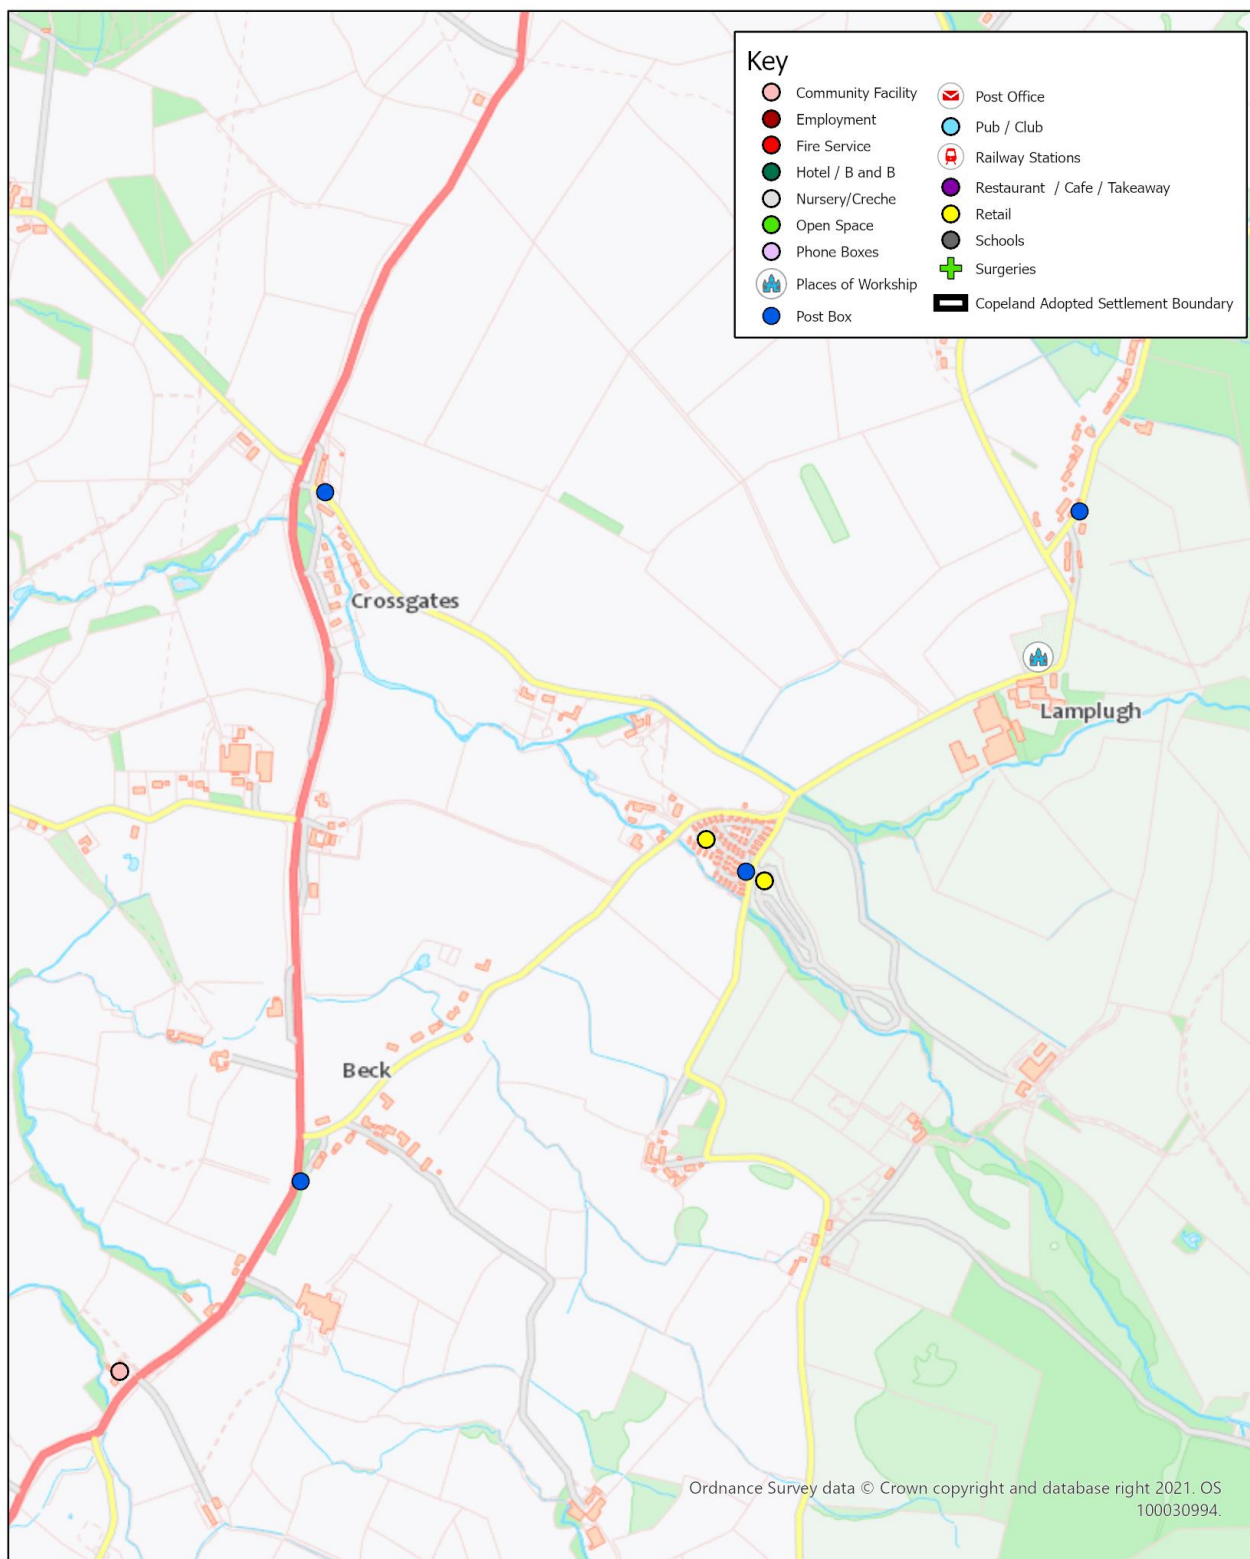 Key
Community Facility
Employment
Fire Service
Hotel / B and B
Nursery/Creche
Open Space
Phone Boxes
Places of Workship
Post Box
Post Office
Pub / Club
Railway Stations
Restaurant / Cafe / Takeaway
Retail
Schools
Surgeries
Copeland Adopted Settlement Boundary
Crossgates
Lamplugh
Beck
Ordnance Survey data © Crown copyright and database right 2021. OS
100030994.